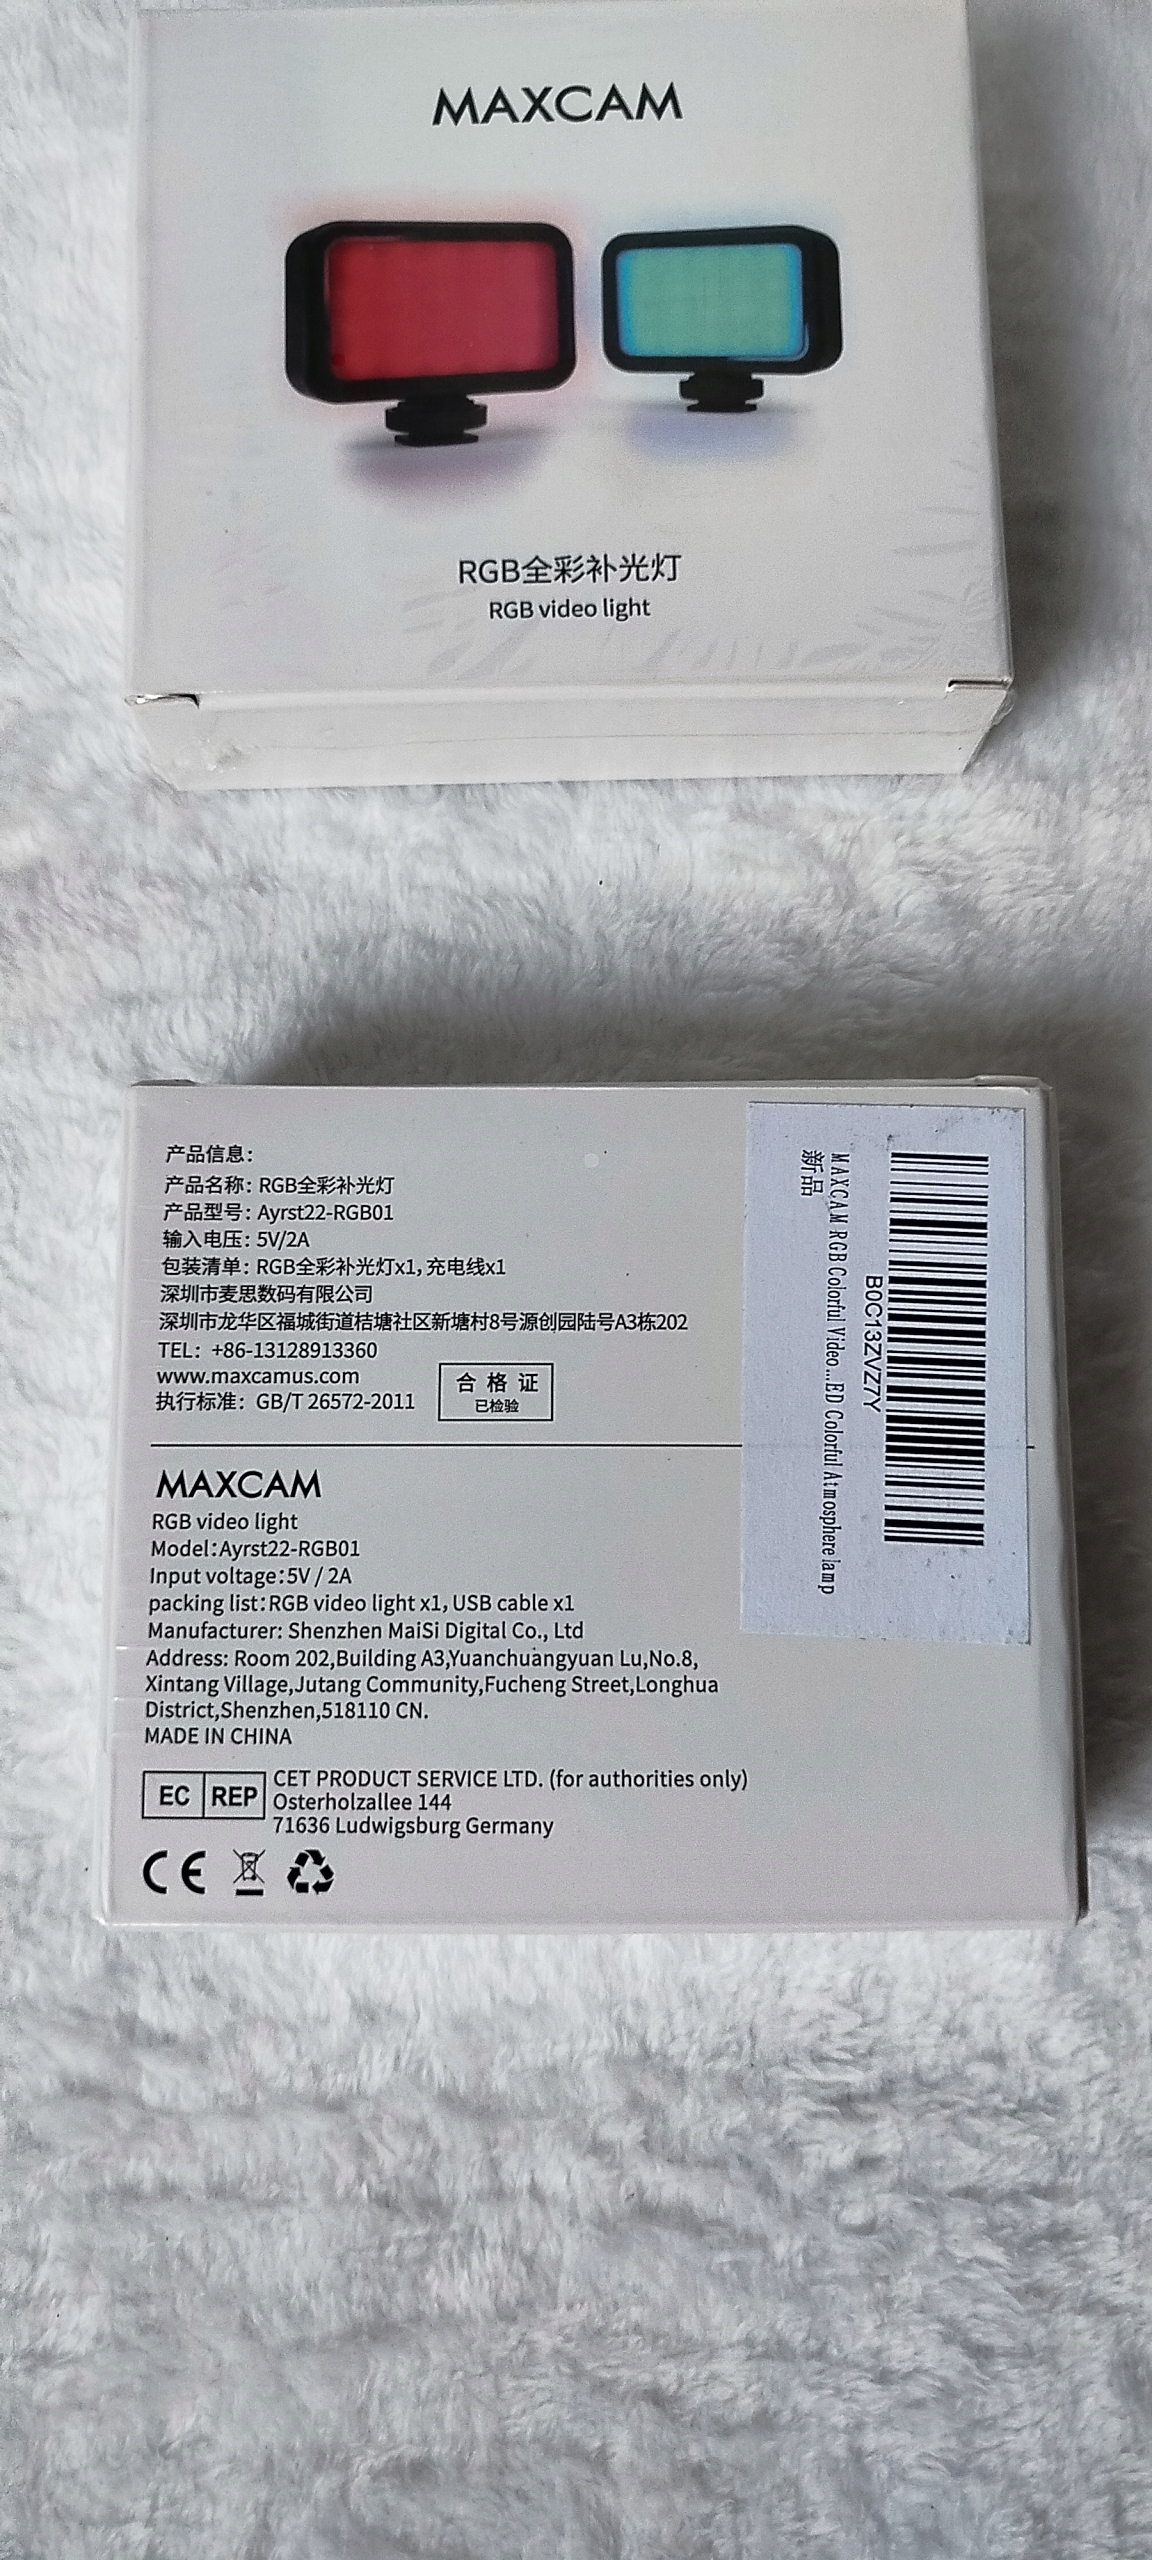 MAXCAM
RGB全彩补光灯
RGB video light
产品信息：
产品名称：RGB全彩补光灯
产品型号：Ayrst22-RGB01
输入电压：5V/2A
包装清单：RGB全彩补光灯x1，充电线x1
深圳市麦思数码有限公司
深圳市龙华区福城街道桔塘社区新塘村8号源创园陆号A3栋202
TEL： +86-13128913360
www.maxcamus.com
执行标准：GB/T 26572-2011
合 格 证
已检验
MAXCAM
RGB video light
Model：Ayrst22-RGB01
Input voltage：5V / 2A
packing list：RGB video light x1, USB cable x1
Manufacturer: Shenzhen MaiSi Digital Co., Ltd
Address: Room 202,Building A3,Yuanchuangyuan Lu,No.8,
Xintang Village,Jutang Community,Fucheng Street,Longhua
District,Shenzhen,518110 CN.
MADE IN CHINA
EC REP
CET PRODUCT SERVICE LTD. (for authorities only)
Osterholzallee 144
71636 Ludwigsburg Germany
CE
B0C13ZVZ7Y
MAXCAM RGB Colorful Video...ED Colorful Atmosphere lamp
新品